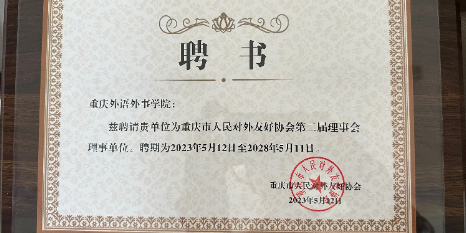 聘书
重庆外语外事学院：
兹聘请贵单位为重庆市人民对外友好协会第二届理事会
理事单位。聘期为2023年5月12日至2028年5月11日。
重庆市人民对外友好协会
2023年5月12日